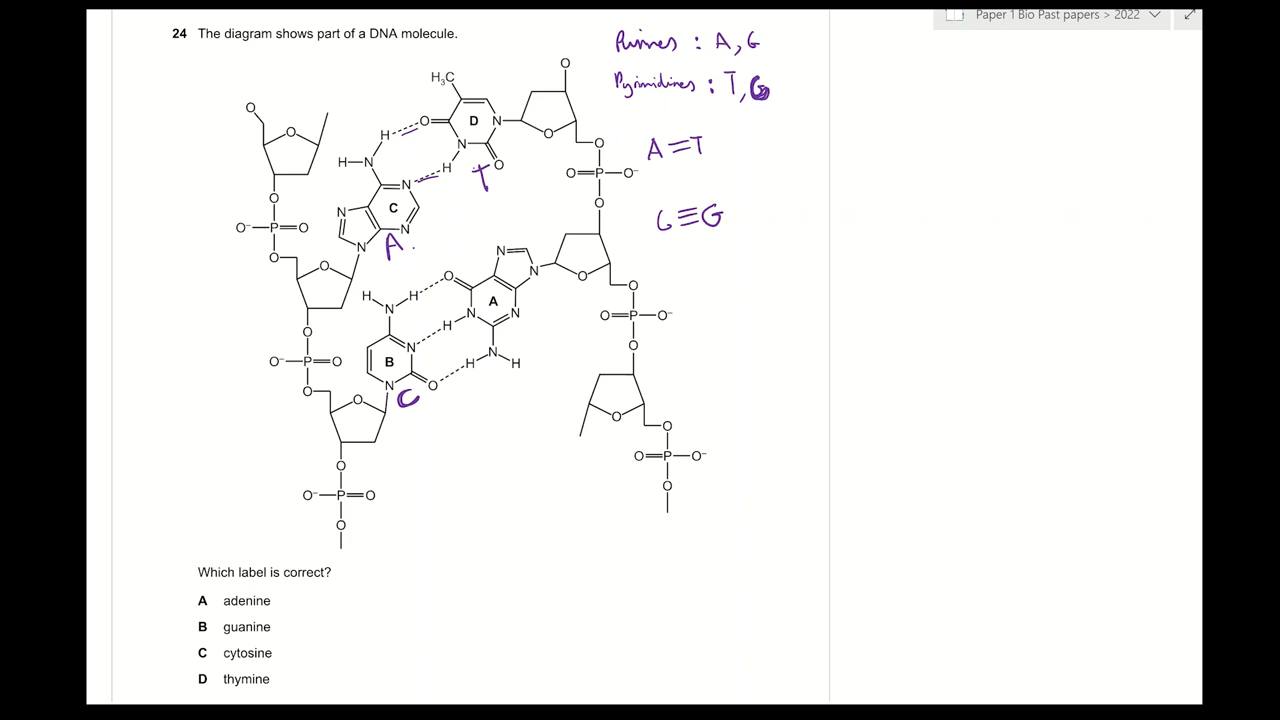 Paper 1 Bio Past papers > 2022
24 The diagram shows part of a DNA molecule.
Purines : A, G
Pyrimidines : T,
A=T
C≡G
O
H₃C
O
O
D
N
O
H
O
N
H
O
H—N
N
T
O
O=P—O⁻
O
C
N
N
N
A
O⁻—P=O
O
O
O
N
N
O
H
H
O
A
N
N
N
H
O
O=P—O⁻
O
O⁻—P=O
O
B
N
N
O
H
N
H
C
O
O
O
O=P—O⁻
O
O
O⁻—P=O
O
Which label is correct?
A adenine
B guanine
C cytosine
D thymine